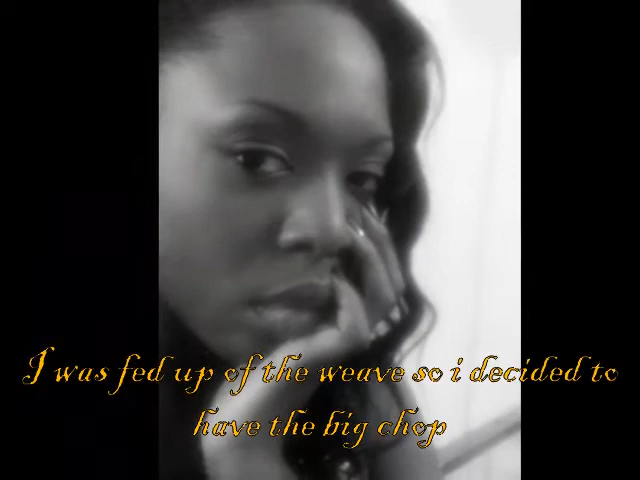 I was fed up of the weave so i decided to
have the big chop